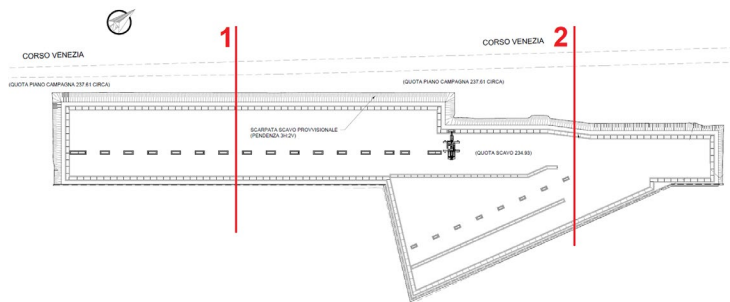 1
2
CORSO VENEZIA
CORSO VENEZIA
(QUOTA PIANO CAMPAGNA 237.61 CIRCA)
(QUOTA PIANO CAMPAGNA 237.61 CIRCA)
SCARPATA SCAVO PROVVISIONALE
(PENDENZA 3H:2V)
(QUOTA SCAVO 234.93)